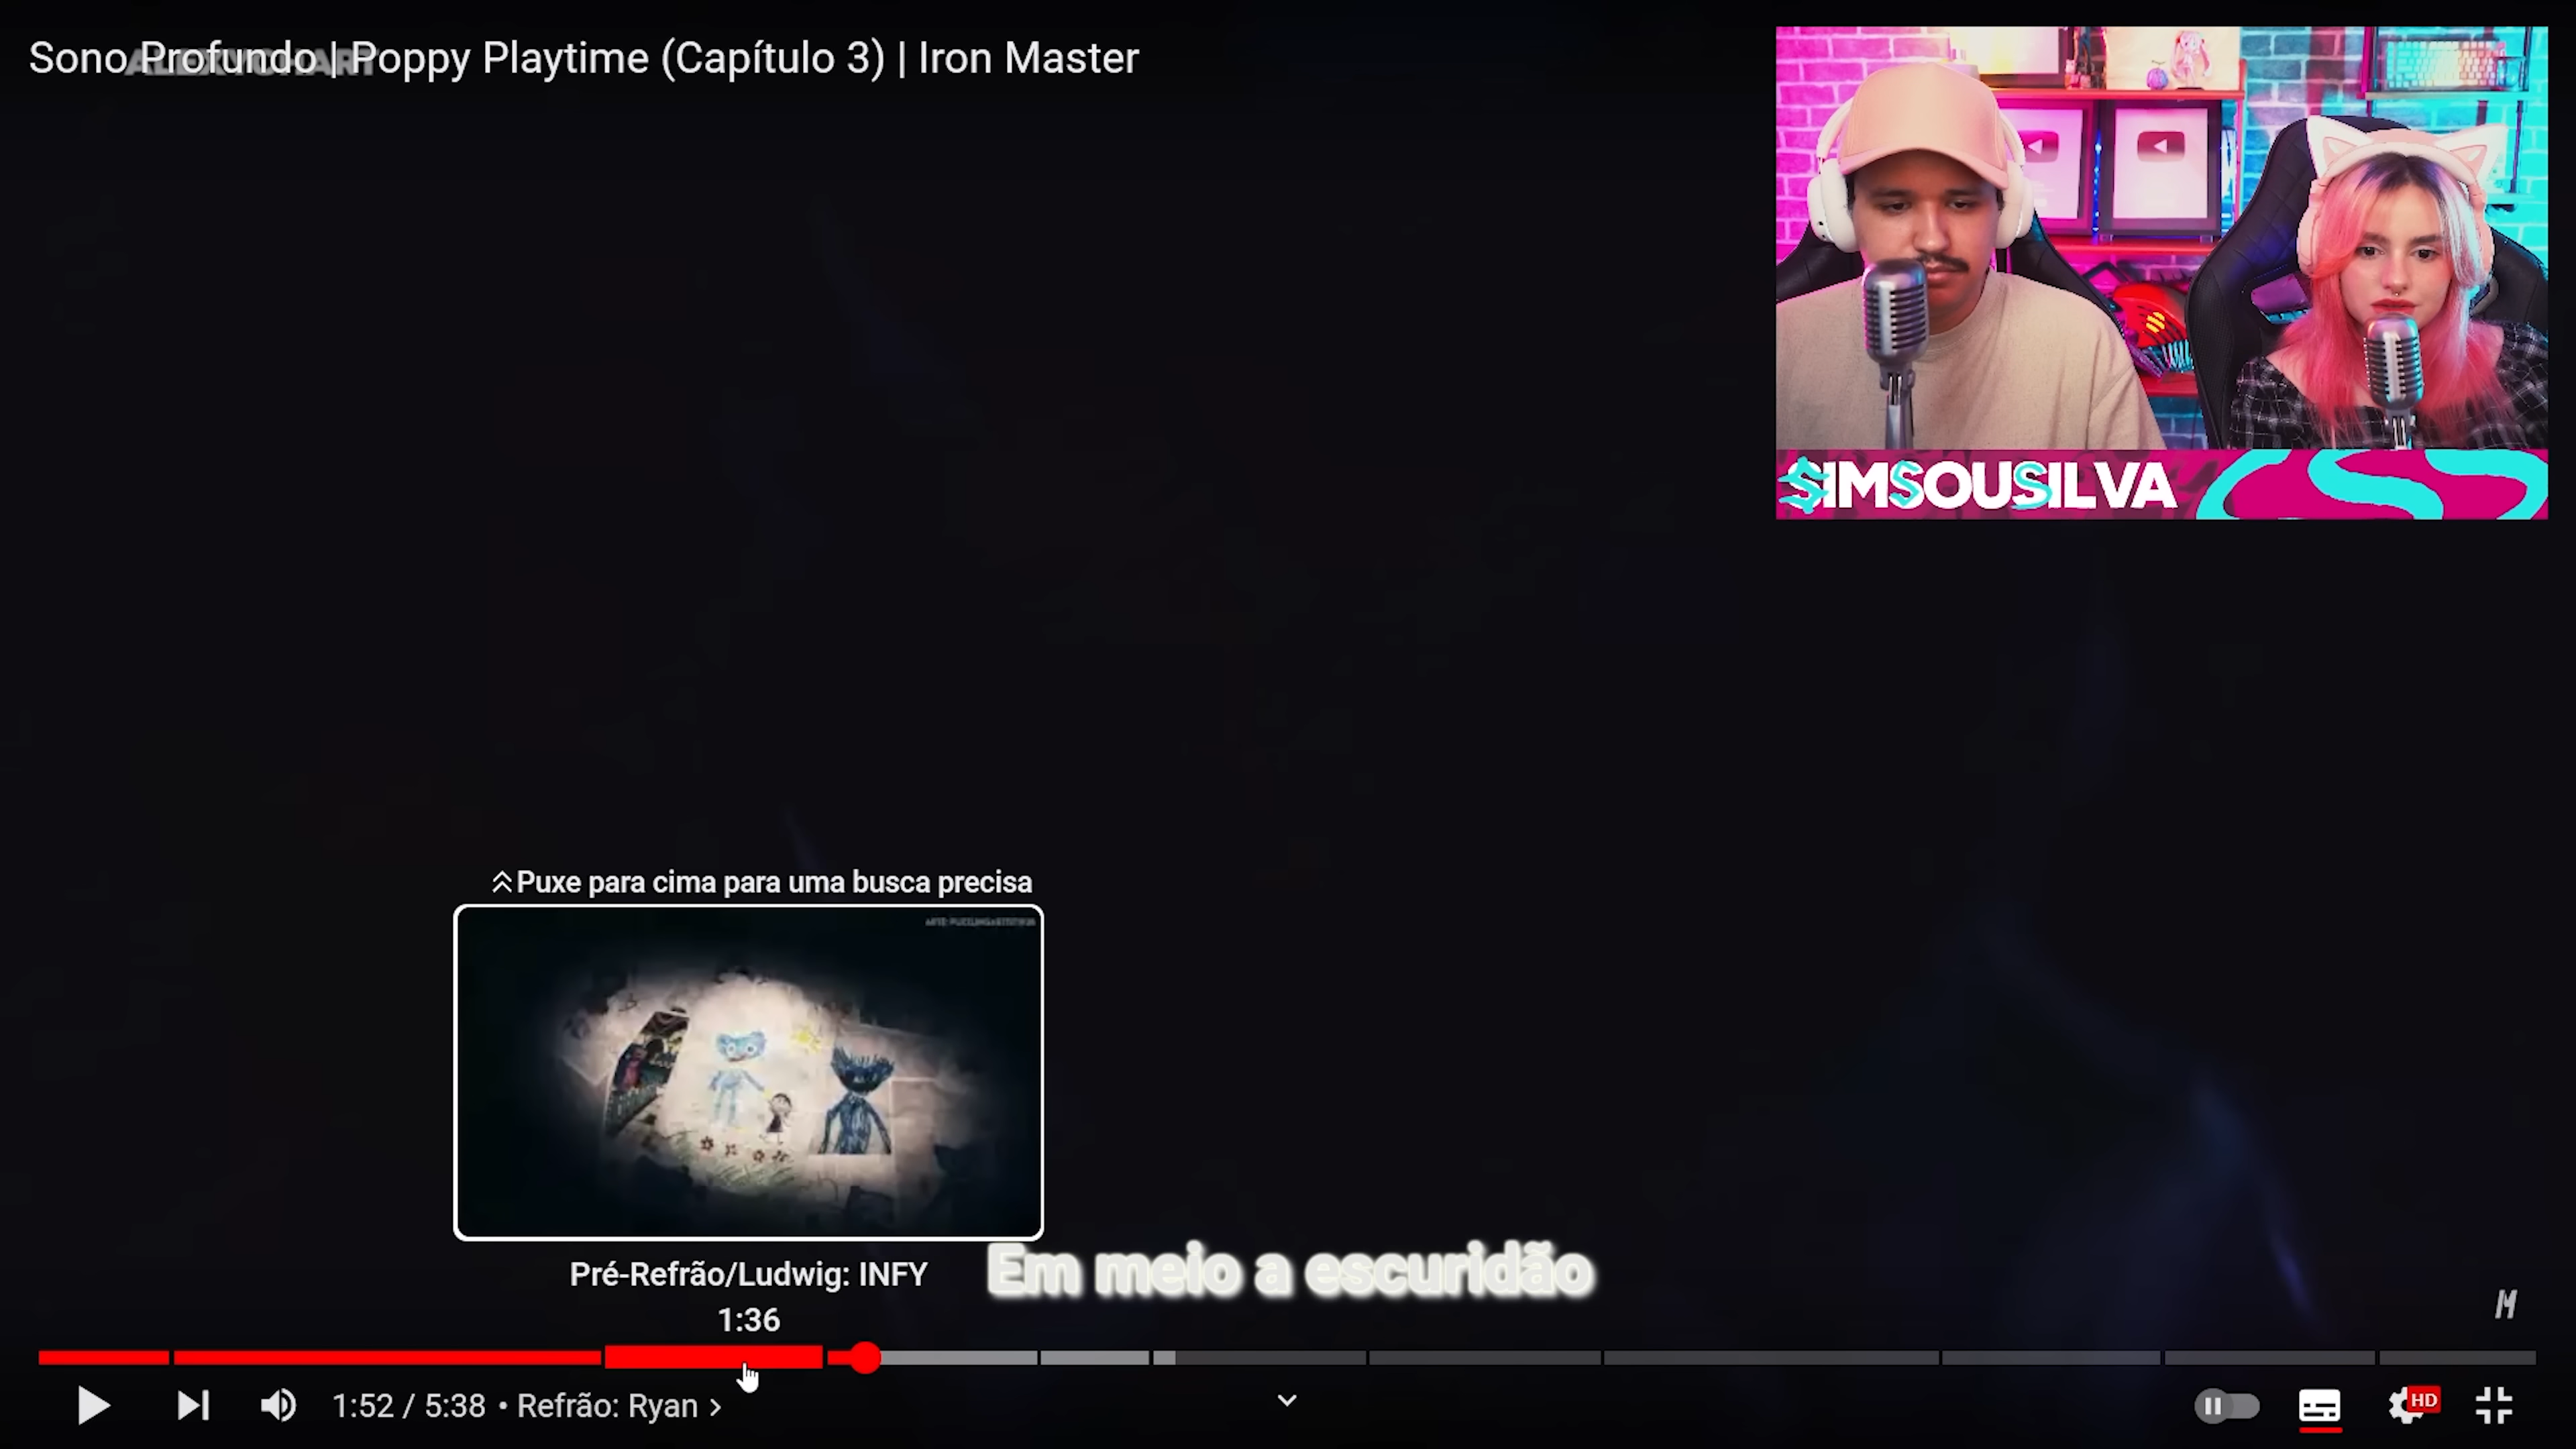 Sono Profundo | Poppy Playtime (Capítulo 3) | Iron Master
SIMSOUSILVA
Puxe para cima para uma busca precisa
Pré-Refrão/Ludwig: INFY
Em meio a escuridão
1:36
1:52 / 5:38 • Refrão: Ryan
HD